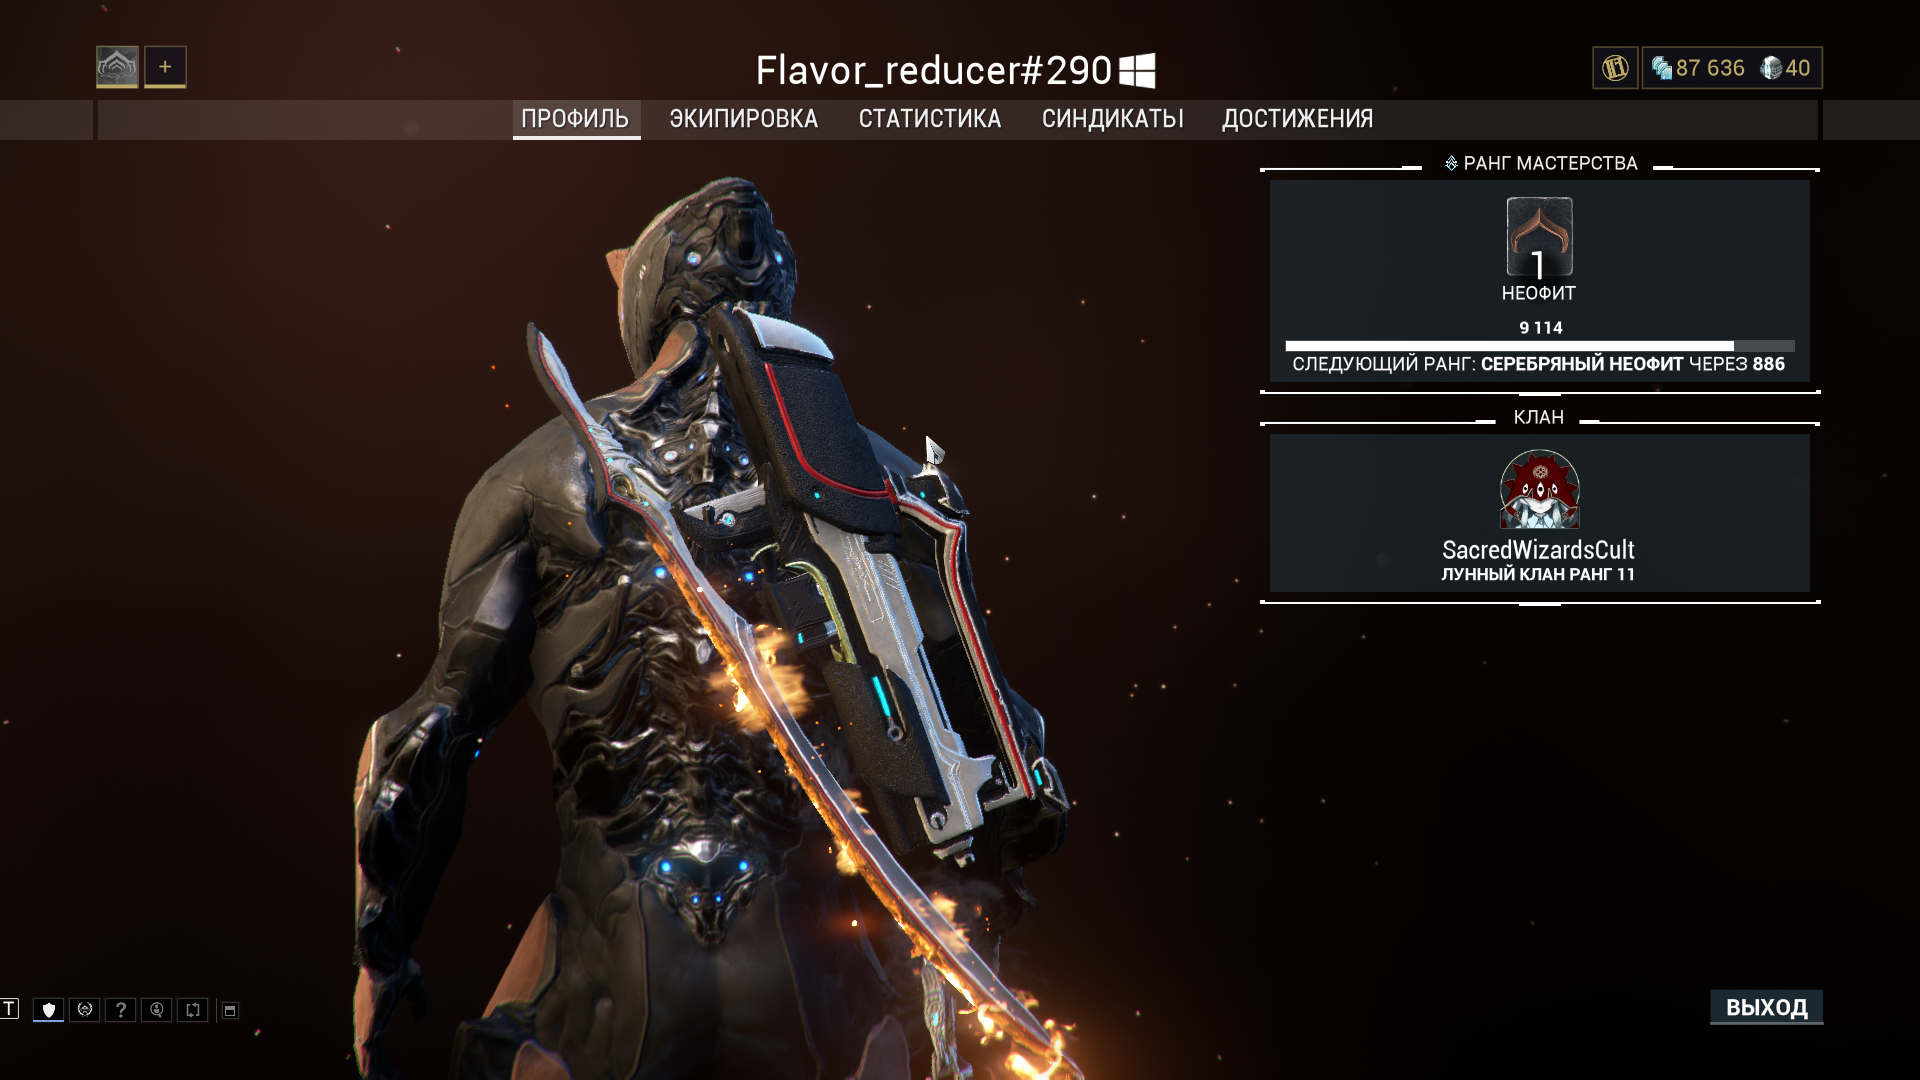 +
Flavor_reducer#290
87 636
40
ПРОФИЛЬ
ЭКИПИРОВКА
СТАТИСТИКА
СИНДИКАТЫ
ДОСТИЖЕНИЯ
РАНГ МАСТЕРСТВА
1
НЕОФИТ
9 114
СЛЕДУЮЩИЙ РАНГ: СЕРЕБРЯНЫЙ НЕОФИТ ЧЕРЕЗ 886
КЛАН
SacredWizardsCult
ЛУННЫЙ КЛАН РАНГ 11
T
?
ВЫХОД